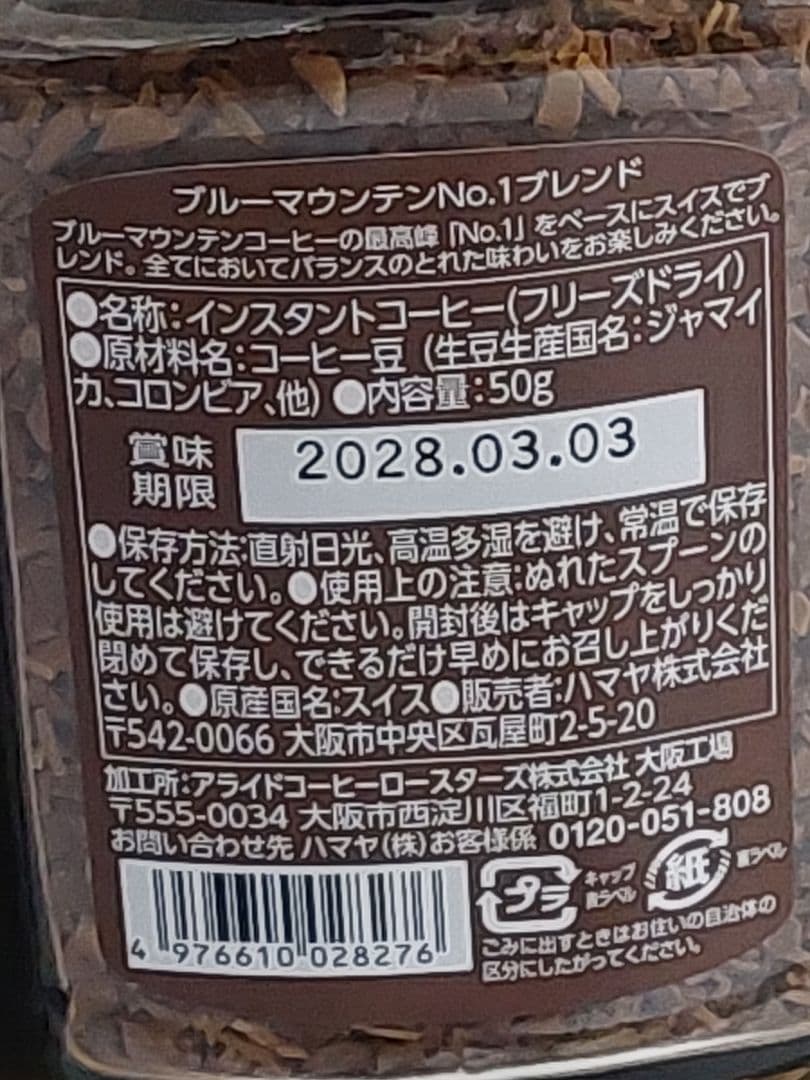 ブルーマウンテンNo.1ブレンド
ブルーマウンテンコーヒーの最高峰「No.1」をベースにスイスでブ
レンド。全てにおいてバランスのとれた味わいをお楽しみください。
●名称:インスタントコーヒー(フリーズドライ)
●原材料名:コーヒー豆(生豆生産国名:ジャマイ
カ、コロンビア、他) ●内容量:50g
賞味
期限
2028.03.03
●保存方法:直射日光、高温多湿を避け、常温で保存
してください。●使用上の注意:ぬれたスプーンの
使用は避けてください。開封後はキャップをしっかり
閉めて保存し、できるだけ早めにお召し上がりくだ
さい。●原産国名:スイス●販売者:ハマヤ株式会社
〒542-0066 大阪市中央区瓦屋町2-5-20
加工所:アライドコーヒーロースターズ株式会社 大阪工場
〒555-0034 大阪市西淀川区福町1-2-24
お問い合わせ先 ハマヤ(株)お客様係 0120-051-808
プラ
キャップ
肩ラベル
紙
裏ラベル
ごみに出すときはお住いの自治体の
区分にしたがってください。
4 976610 028276